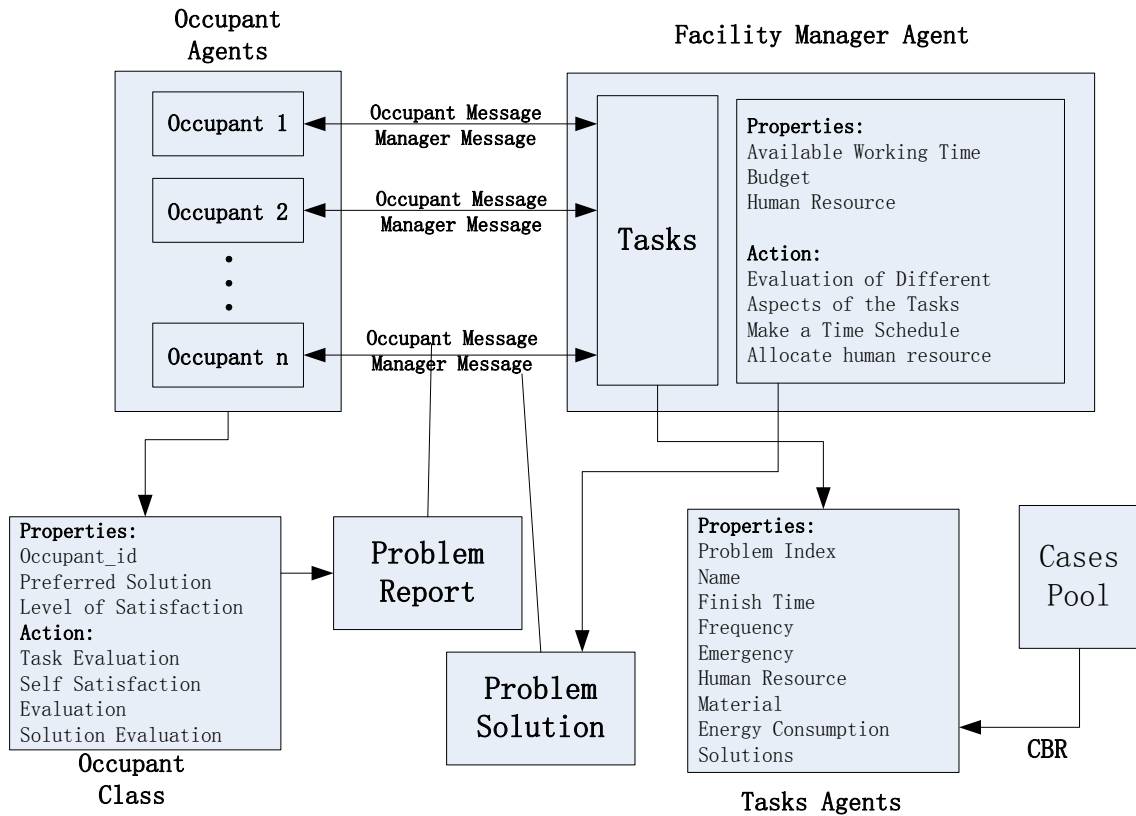 Occupant
Agents
Facility Manager Agent
Occupant 1
Occupant Message
Manager Message
Occupant 2
Occupant Message
Manager Message
Occupant n
Occupant Message
Manager Message
Tasks
Properties:
Available Working Time
Budget
Human Resource
Action:
Evaluation of Different
Aspects of the Tasks
Make a Time Schedule
Allocate human resource
Properties:
Occupant_id
Preferred Solution
Level of Satisfaction
Action:
Task Evaluation
Self Satisfaction
Evaluation
Solution Evaluation
Occupant
Class
Problem
Report
Problem
Solution
Properties:
Problem Index
Name
Finish Time
Frequency
Emergency
Human Resource
Material
Energy Consumption
Solutions
Tasks Agents
Cases
Pool
CBR